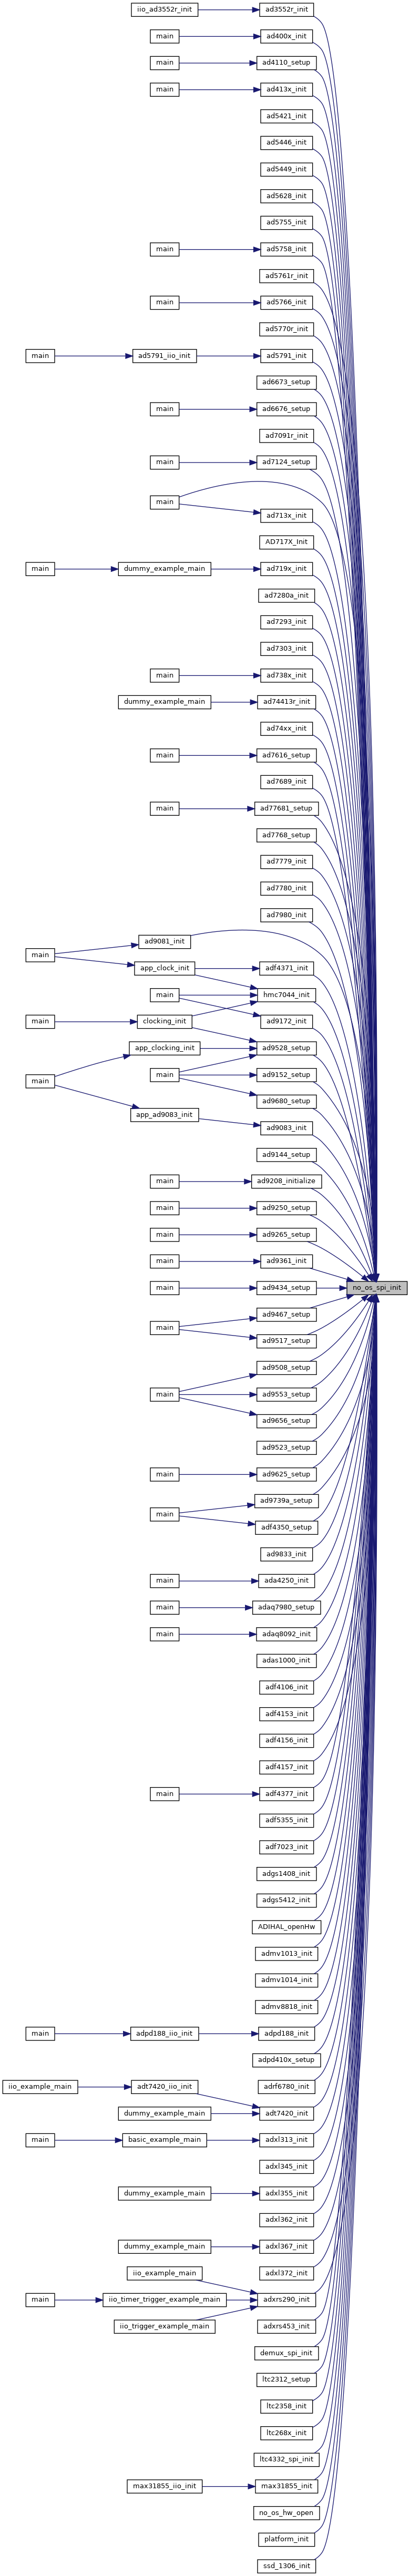 iio_ad3552r_init ad3552r_init
main ad400x_init
main ad4110_setup
main ad413x_init
ad5421_init
ad5446_init
ad5449_init
ad5628_init
ad5755_init
main ad5758_init
ad5761r_init
main ad5766_init
ad5770r_init
main ad5791_iio_init ad5791_init
ad6673_setup
main ad6676_setup
ad7091r_init
main ad7124_setup
main
ad713x_init
AD717X_Init
main dummy_example_main ad719x_init
ad7280a_init
ad7293_init
ad7303_init
main ad738x_init
dummy_example_main ad74413r_init
ad74xx_init
main ad7616_setup
ad7689_init
main ad77681_setup
ad7768_setup
ad7779_init
ad7780_init
ad7980_init
ad9081_init
main
app_clock_init adf4371_init
main hmc7044_init
main clocking_init ad9172_init
app_clocking_init ad9528_setup
main ad9152_setup
main
ad9680_setup
app_ad9083_init
ad9083_init
ad9144_setup
main ad9208_initialize
main ad9250_setup
main ad9265_setup
main ad9361_init
main ad9434_setup no_os_spi_init
ad9467_setup
main
ad9517_setup
ad9508_setup
main ad9553_setup
ad9656_setup
ad9523_setup
main ad9625_setup
ad9739a_setup
main
adf4350_setup
ad9833_init
main ada4250_init
main adaq7980_setup
main adaq8092_init
adas1000_init
adf4106_init
adf4153_init
adf4156_init
adf4157_init
main adf4377_init
adf5355_init
adf7023_init
adgs1408_init
adgs5412_init
ADIHAL_openHw
admv1013_init
admv1014_init
admv8818_init
main adpd188_iio_init adpd188_init
adpd410x_setup
iio_example_main adt7420_iio_init adrf6780_init
dummy_example_main adt7420_init
main basic_example_main adxl313_init
adxl345_init
dummy_example_main adxl355_init
adxl362_init
dummy_example_main adxl367_init
iio_example_main adxl372_init
main iio_timer_trigger_example_main adxrs290_init
iio_trigger_example_main adxrs453_init
demux_spi_init
ltc2312_setup
ltc2358_init
ltc268x_init
ltc4332_spi_init
max31855_iio_init max31855_init
no_os_hw_open
platform_init
ssd_1306_init